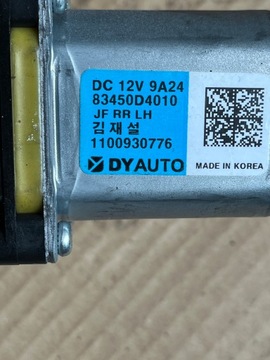 DC 12V 9A24
83450D4010
JF RR LH
김재설
1100930776
DYAUTO
MADE IN KOREA